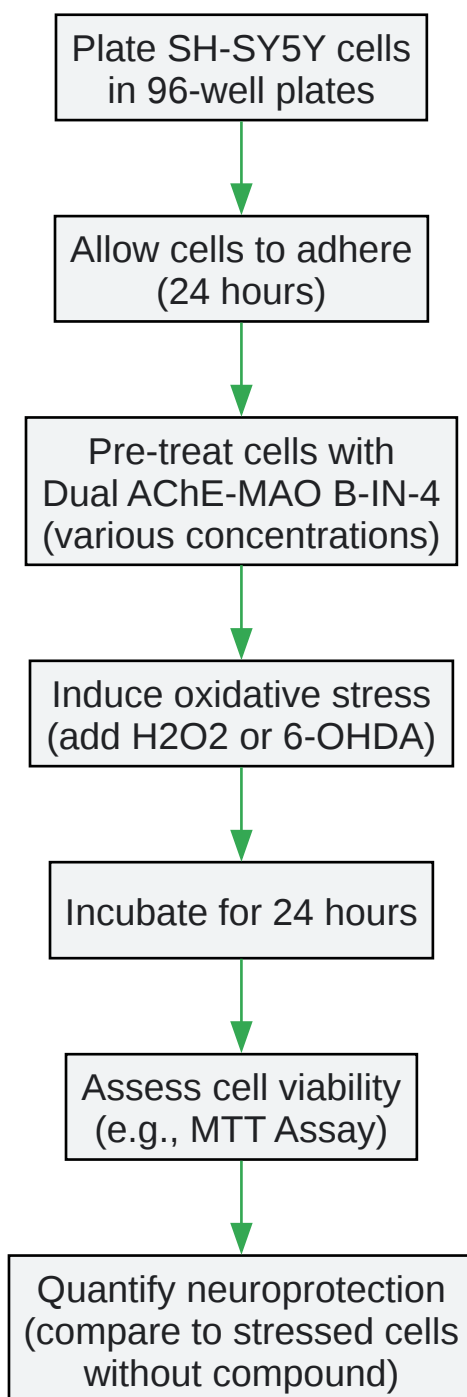 Plate SH-SY5Y cells
in 96-well plates
Allow cells to adhere
(24 hours)
Pre-treat cells with
Dual AChE-MAO B-IN-4
(various concentrations)
Induce oxidative stress
(add H2O2 or 6-OHDA)
Incubate for 24 hours
Assess cell viability
(e.g., MTT Assay)
Quantify neuroprotection
(compare to stressed cells
without compound)